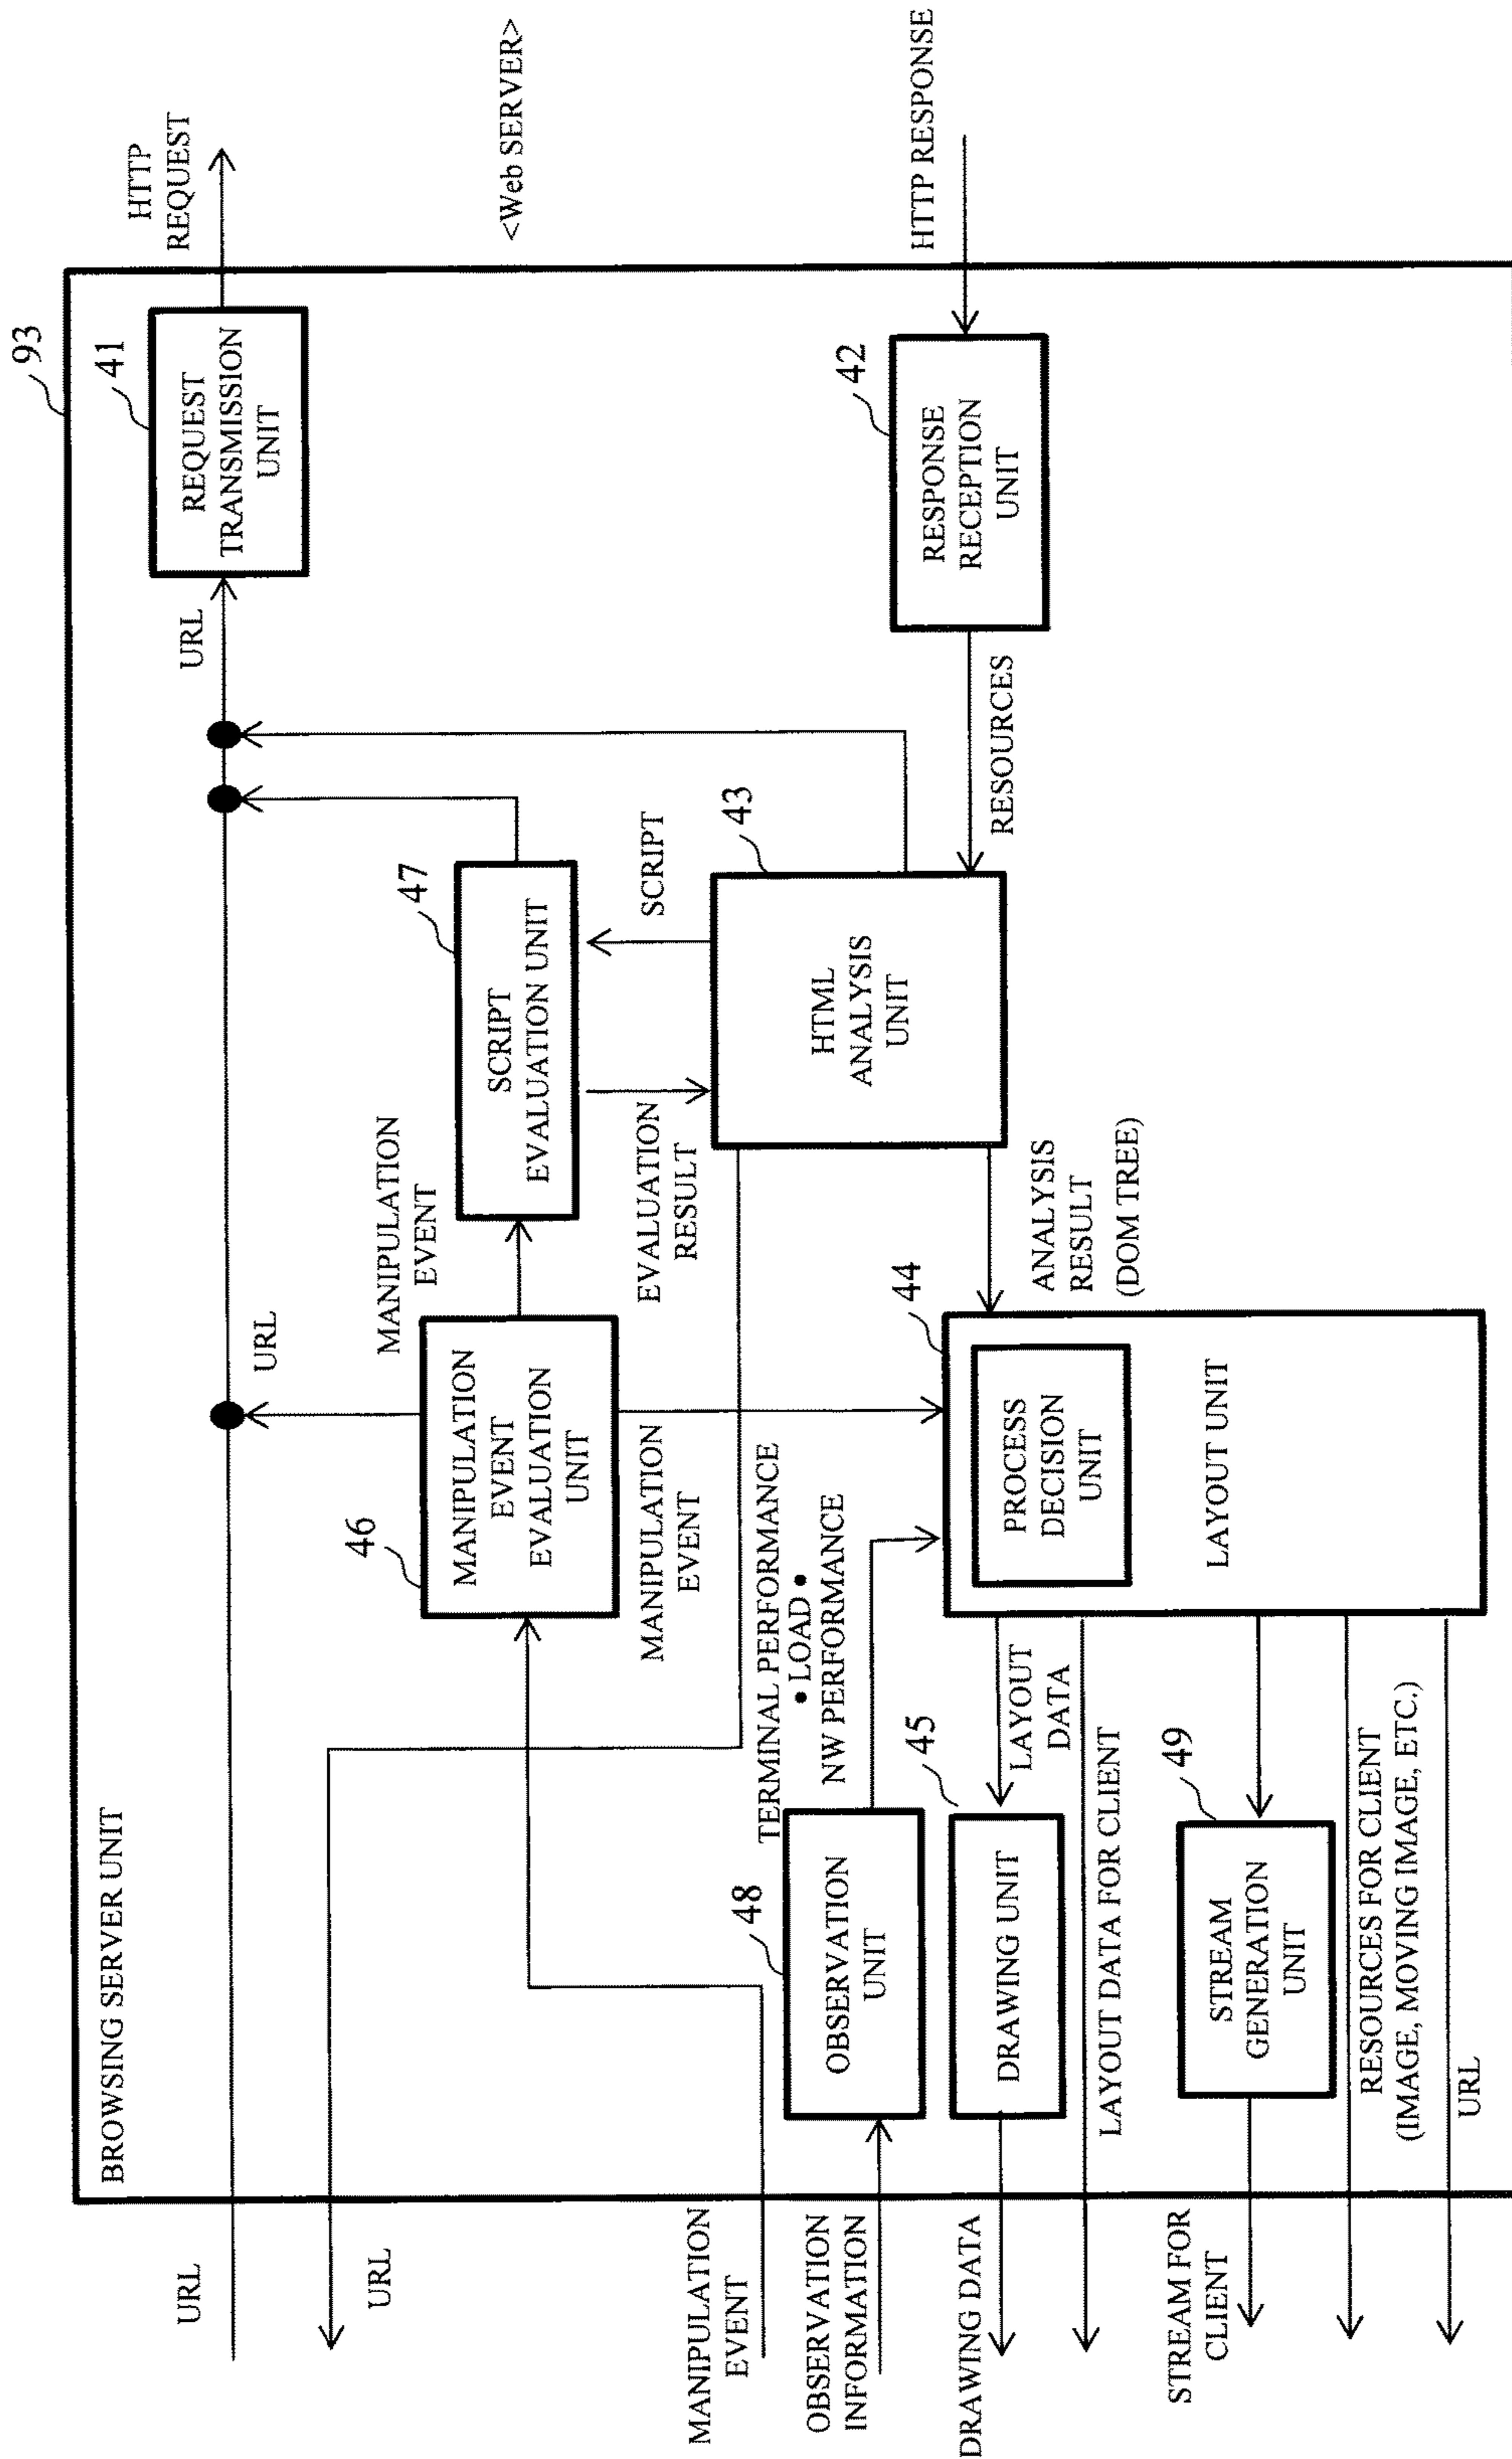 BROWSING SERVER UNIT
93
URL
URL
URL
URL
41
REQUEST
TRANSMISSION
UNIT
HTTP
REQUEST
<Web SERVER>
MANIPULATION
EVENT
46
MANIPULATION
EVENT
EVALUATION
UNIT
MANIPULATION
EVENT
47
SCRIPT
EVALUATION UNIT
MANIPULATION
EVENT
EVALUATION
RESULT
SCRIPT
43
HTML
ANALYSIS
UNIT
42
RESPONSE
RECEPTION
UNIT
HTTP RESPONSE
RESOURCES
OBSERVATION
INFORMATION
48
OBSERVATION
UNIT
TERMINAL PERFORMANCE
• LOAD •
NW PERFORMANCE
44
PROCESS
DECISION
UNIT
LAYOUT UNIT
ANALYSIS
RESULT
(DOM TREE)
DRAWING DATA
45
DRAWING UNIT
LAYOUT
DATA
LAYOUT DATA FOR CLIENT
STREAM FOR
CLIENT
49
STREAM
GENERATION
UNIT
RESOURCES FOR CLIENT
(IMAGE, MOVING IMAGE, ETC.)
URL